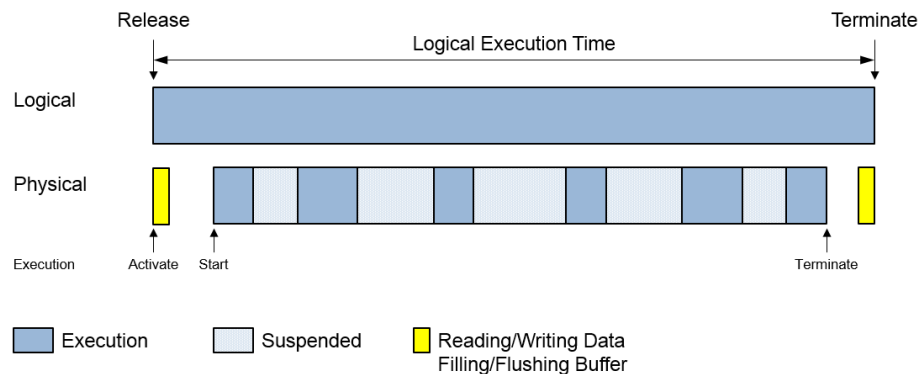 Release
Terminate
Logical Execution Time
Logical
Physical
Execution
Activate
Start
Terminate
Execution
Suspended
Reading/Writing Data
Filling/Flushing Buffer